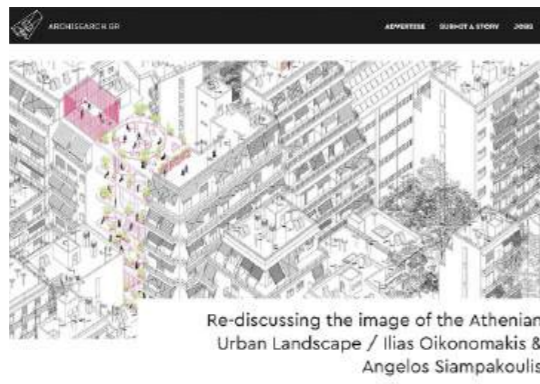 ARCHISEARCH.GR
ADVERTISE SUBMIT A STORY JOBS
Re-discussing the image of the Athenian
Urban Landscape / Ilias Oikonomakis &
Angelos Siampakoulis